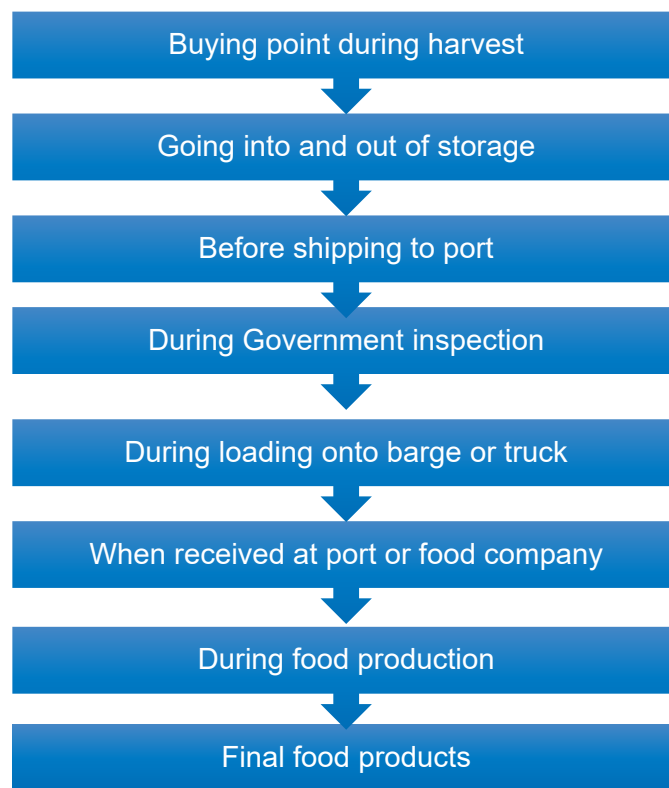 Buying point during harvest
Going into and out of storage
Before shipping to port
During Government inspection
During loading onto barge or truck
When received at port or food company
During food production
Final food products